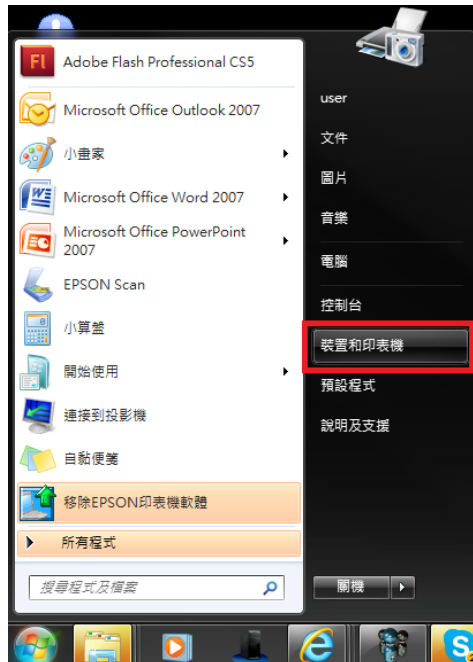 Fl
Adobe Flash Professional CS5
Microsoft Office Outlook 2007
小畫家
Microsoft Office Word 2007
Microsoft Office PowerPoint
2007
EPSON Scan
小算盤
開始使用
連接到投影機
自黏便箋
移除EPSON印表機軟體
所有程式
搜尋程式及檔案
user
文件
圖片
音樂
電腦
控制台
裝置和印表機
預設程式
說明及支援
關機